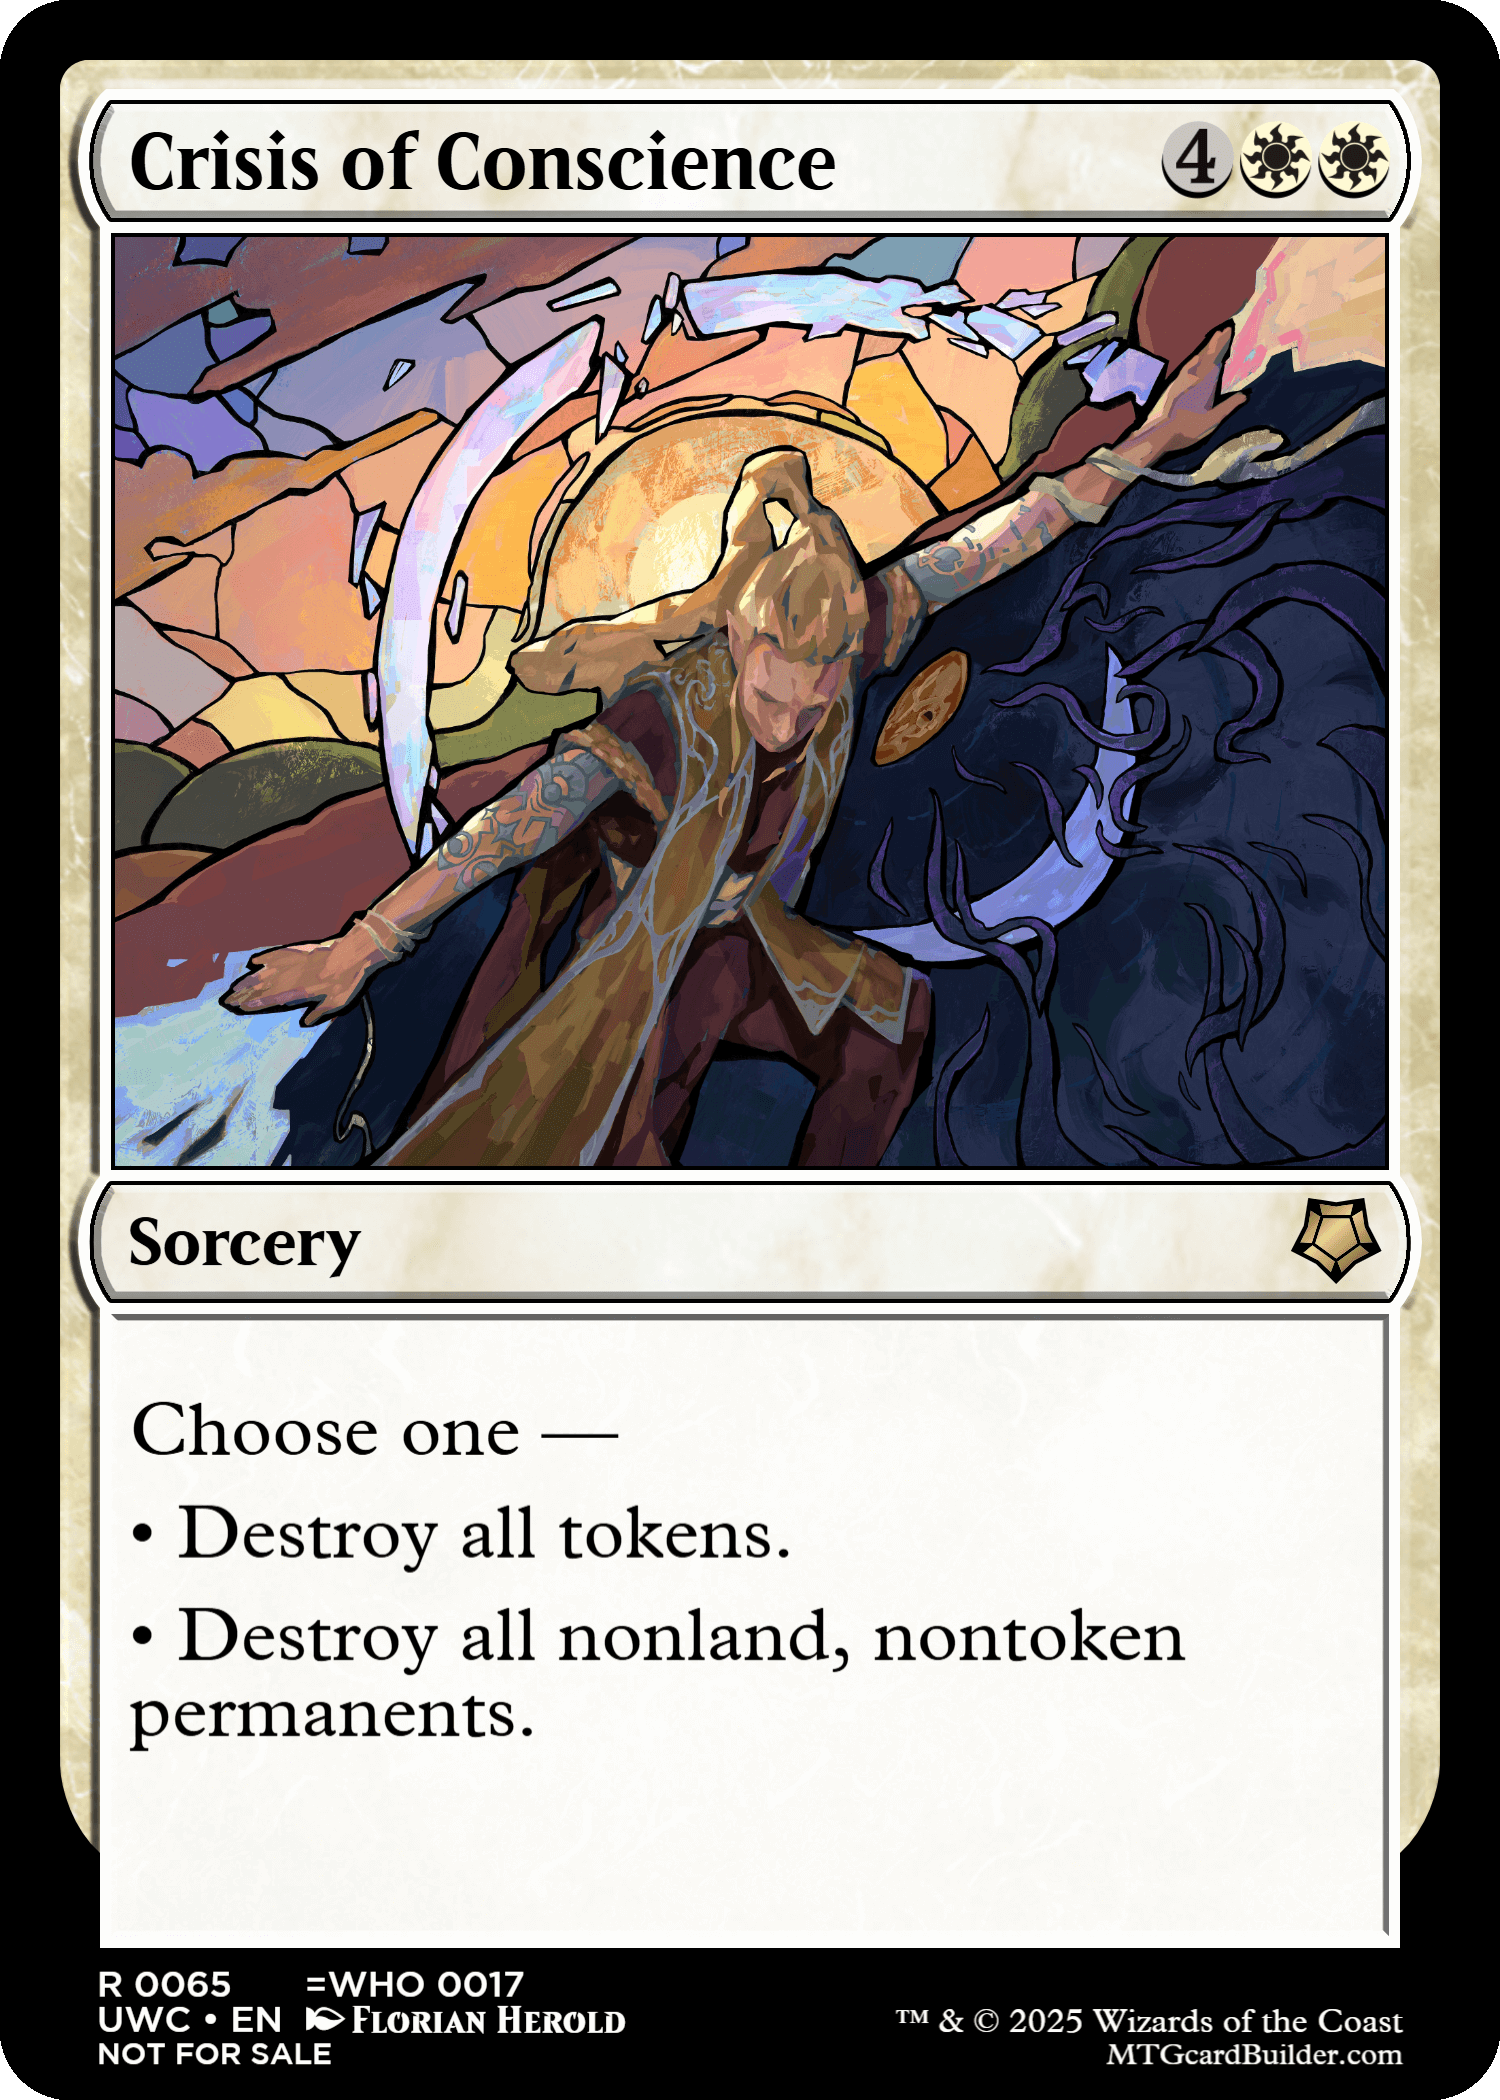 Crisis of Conscience 4
Sorcery
Choose one —
• Destroy all tokens.
• Destroy all nonland, nontoken
permanents.
R 0065 =WHO 0017
UWC • EN FLORIAN HEROLD
NOT FOR SALE
™ & © 2025 Wizards of the Coast
MTGcardBuilder.com